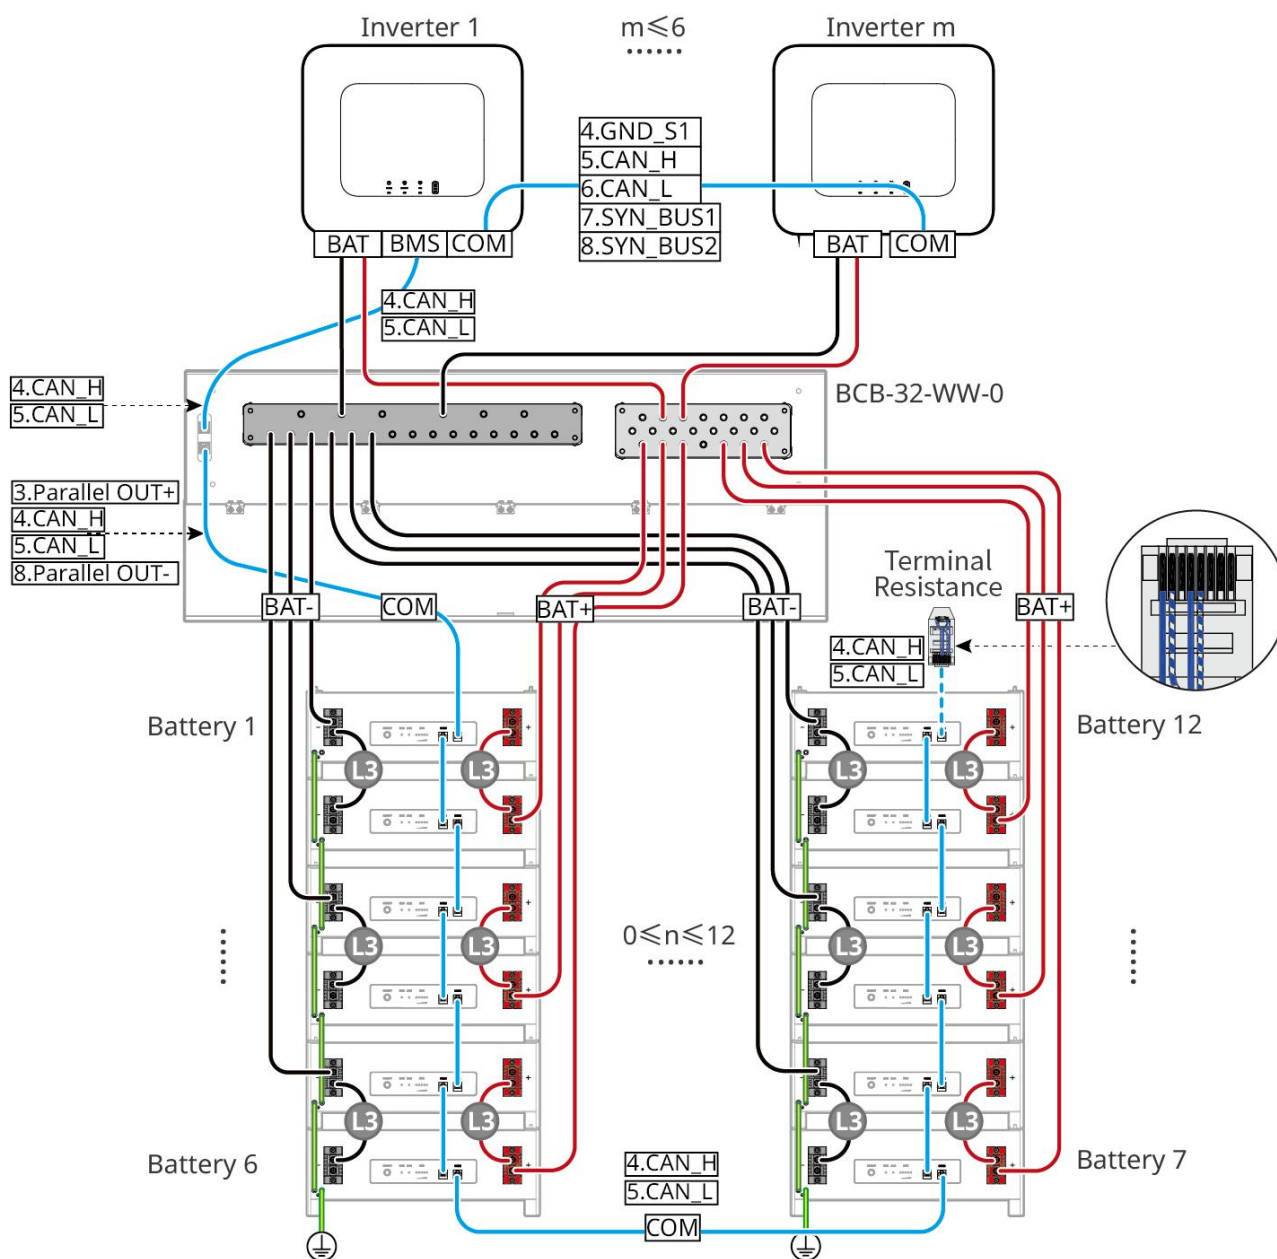 Inverter 1
m≤6
......
Inverter m
4.GND_S1
5.CAN_H
6.CAN_L
7.SYN_BUS1
8.SYN_BUS2
BAT
BMS
COM
BAT
COM
4.CAN_H
5.CAN_L
4.CAN_H
5.CAN_L
BCB-32-WW-0
3.Parallel OUT+
4.CAN_H
5.CAN_L
8.Parallel OUT-
Terminal
Resistance
BAT-
COM
BAT+
BAT-
BAT+
4.CAN_H
5.CAN_L
Battery 1
Battery 12
L3
L3
L3
L3
0≤n≤12
......
L3
L3
L3
L3
L3
L3
L3
L3
Battery 6
4.CAN_H
5.CAN_L
Battery 7
COM